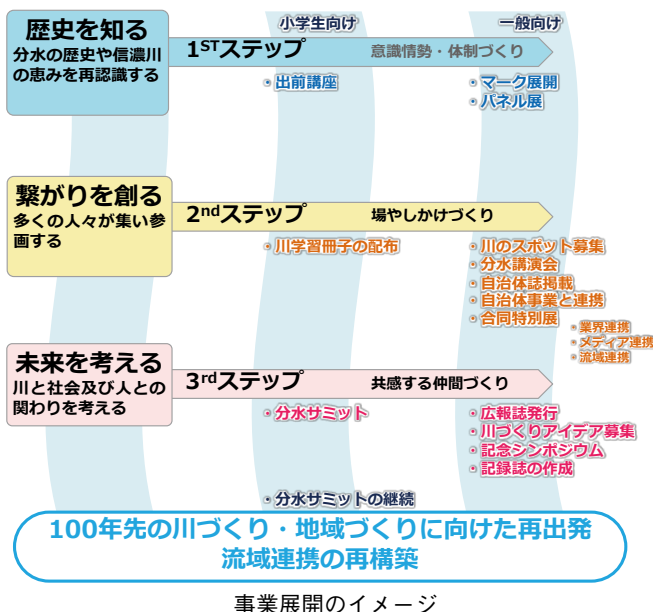 小学生向け
一般向け
歴史を知る
分水の歴史や信濃川
の恵みを再認識する
1STステップ
意識情勢・体制づくり
・出前講座
・マーク展開
・パネル展
繋がりを創る
多くの人々が集い参
画する
2ndステップ
場やしかけづくり
・川学習冊子の配布
・川のスポット募集
・分水講演会
・自治体誌掲載
・自治体事業と連携
・合同特別展
・業界連携
・メディア連携
・流域連携
未来を考える
川と社会及び人との
関わりを考える
3rdステップ
共感する仲間づくり
・分水サミット
・広報誌発行
・川づくりアイデア募集
・記念シンポジウム
・記録誌の作成
・分水サミットの継続
100年先の川づくり・地域づくりに向けた再出発
流域連携の再構築
事業展開のイメージ